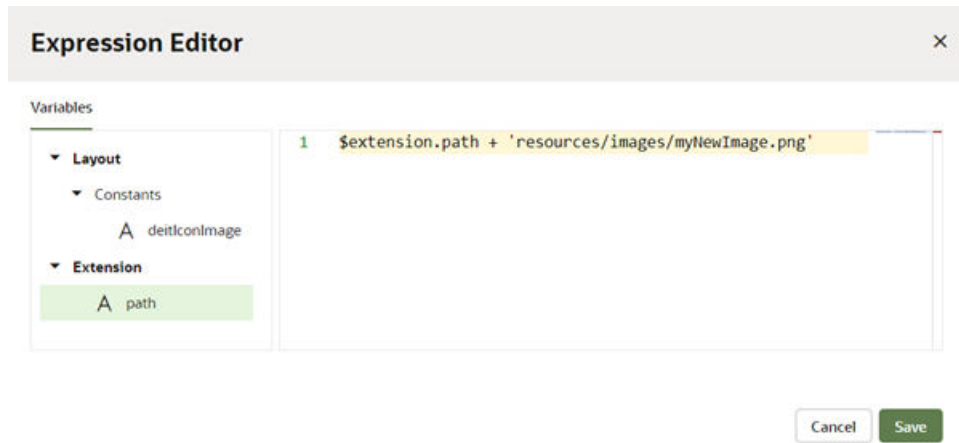 Expression Editor
Variables
Layout
Constants
A deitIconImage
Extension
A path
1 $extension.path + 'resources/images/myNewImage.png'
Cancel Save